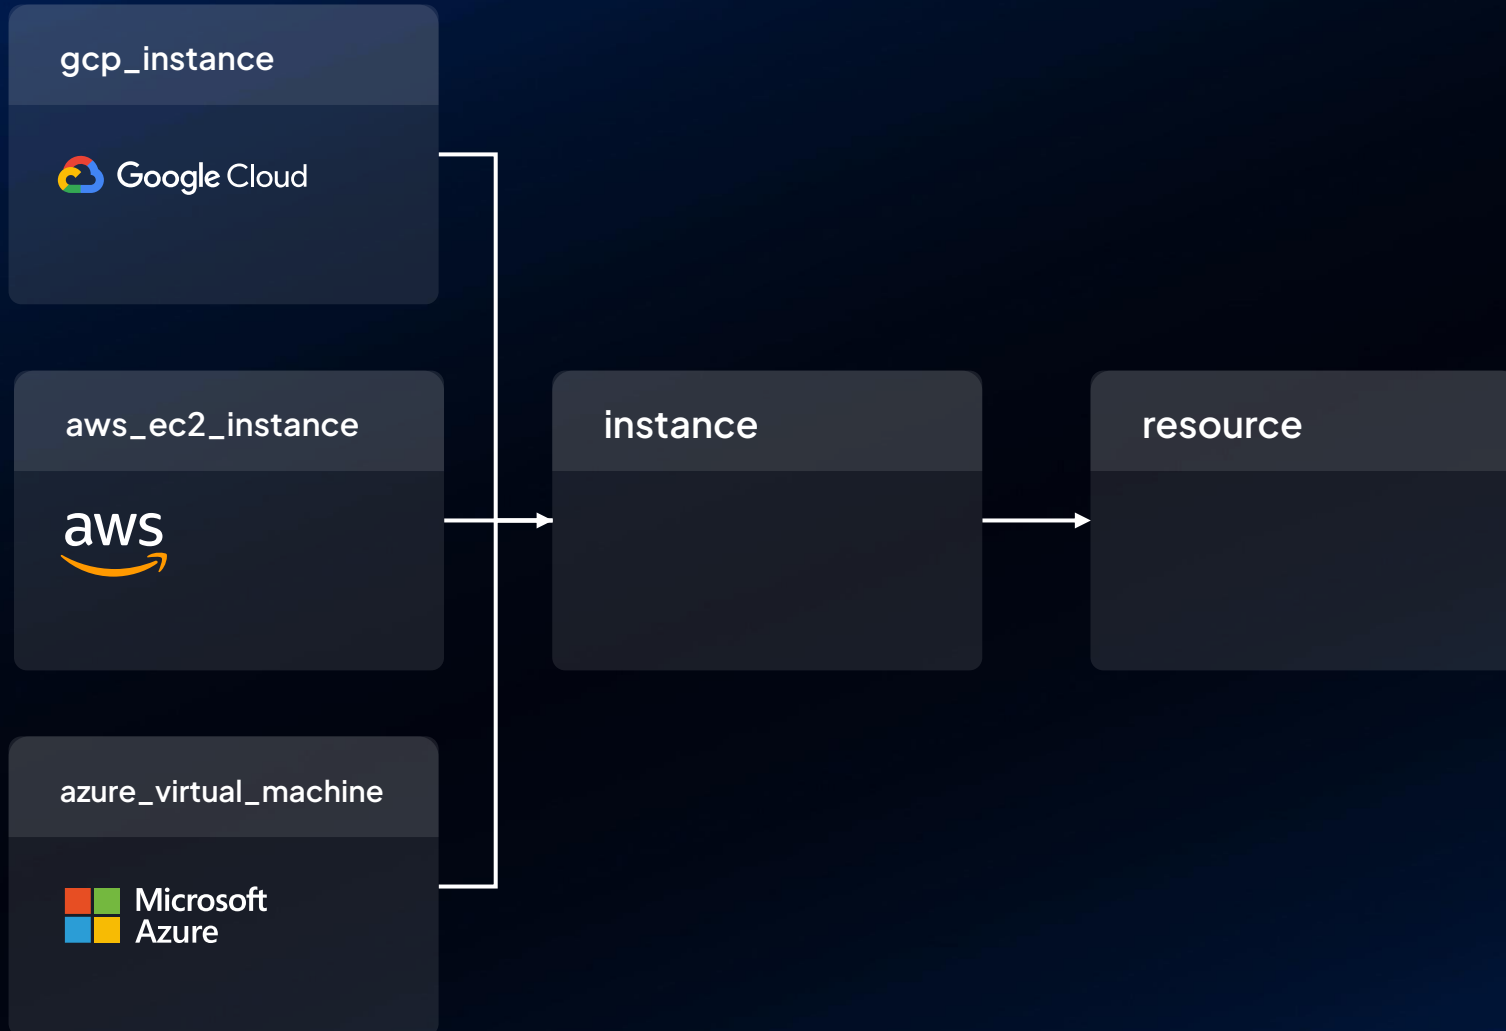 gcp_instance
Google Cloud
aws_ec2_instance
aws
instance
resource
azure_virtual_machine
Microsoft
Azure